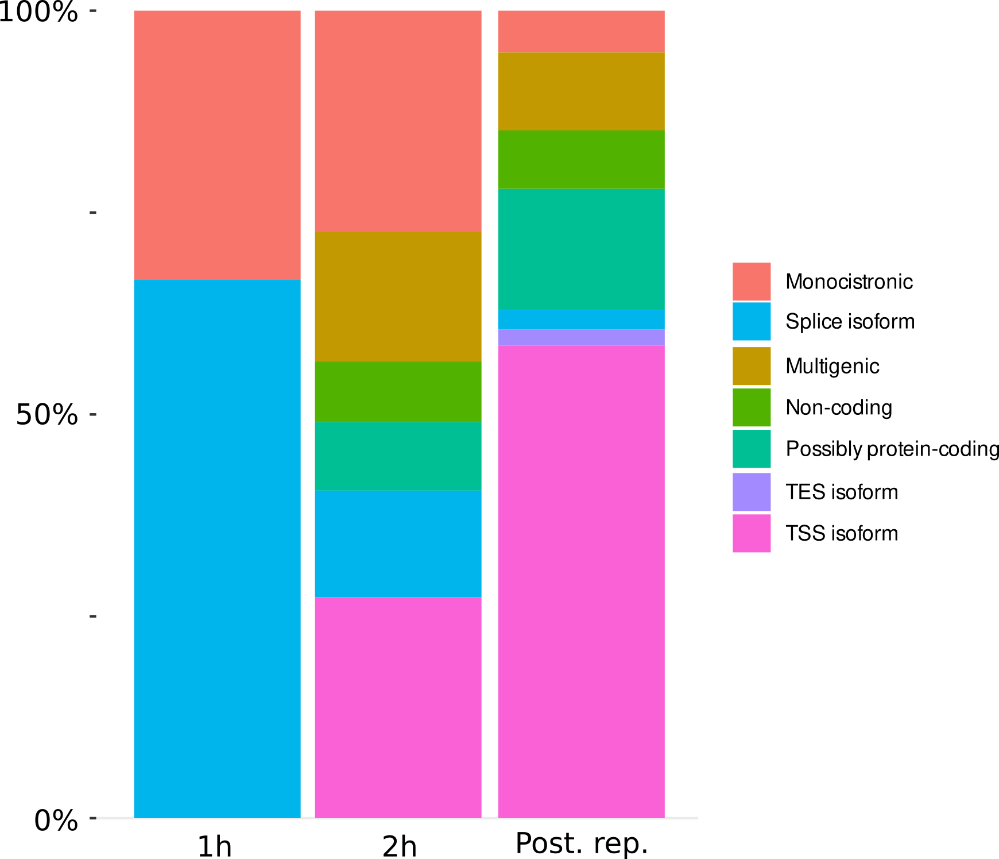 100%
50%
0%
1h
2h
Post. rep.
Monocistronic
Splice isoform
Multigenic
Non-coding
Possibly protein-coding
TES isoform
TSS isoform